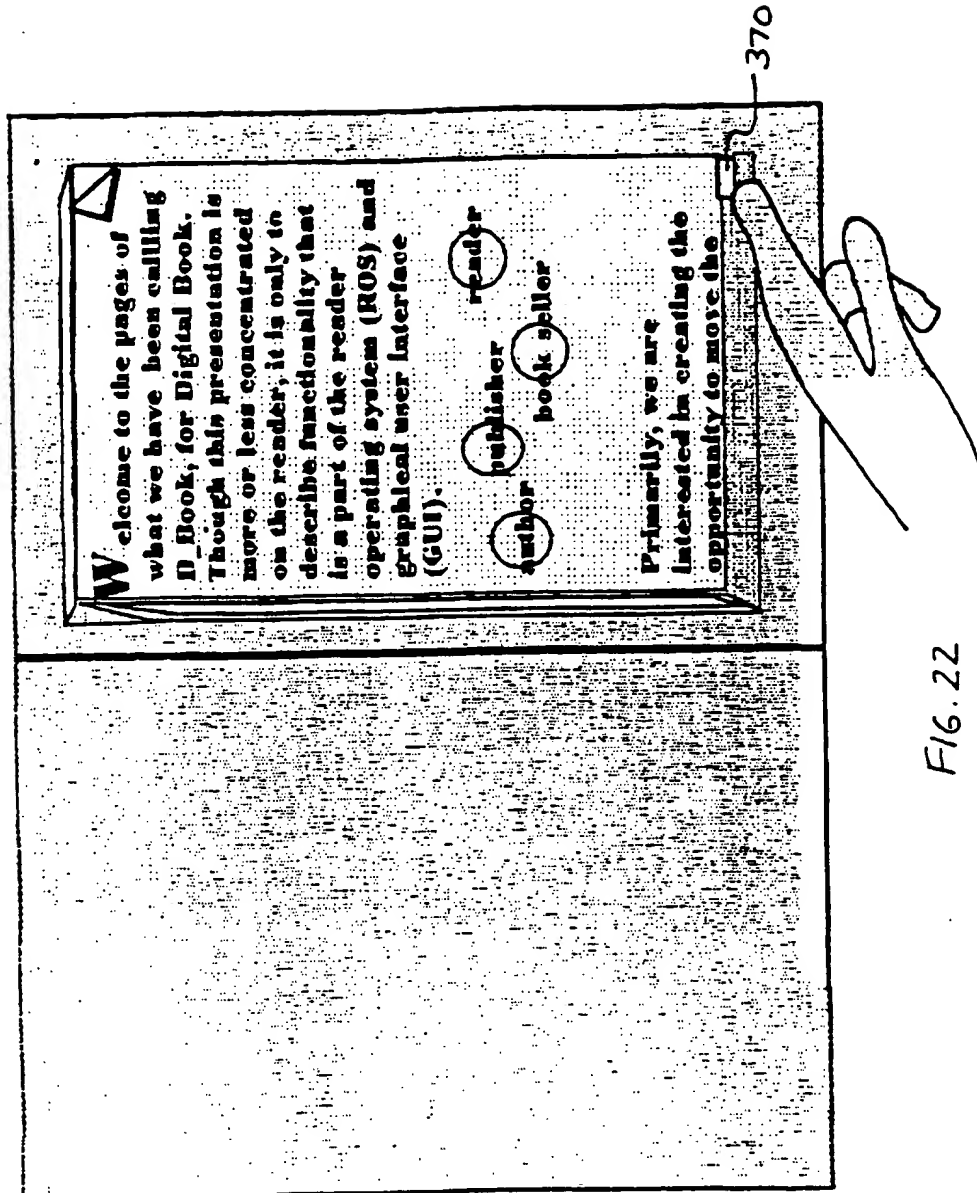 Welcome to the pages of
what we have been calling
D_Book, for Digital Book.
Though this presentation is
more or less concentrated
on the reader, it is only to
describe functionality that
is a part of the reader
operating system (ROS) and
graphical user interface
(GUI).
author
publisher
book seller
reader
Primarily, we are
interested in creating the
opportunity to move the
370
FIG. 22